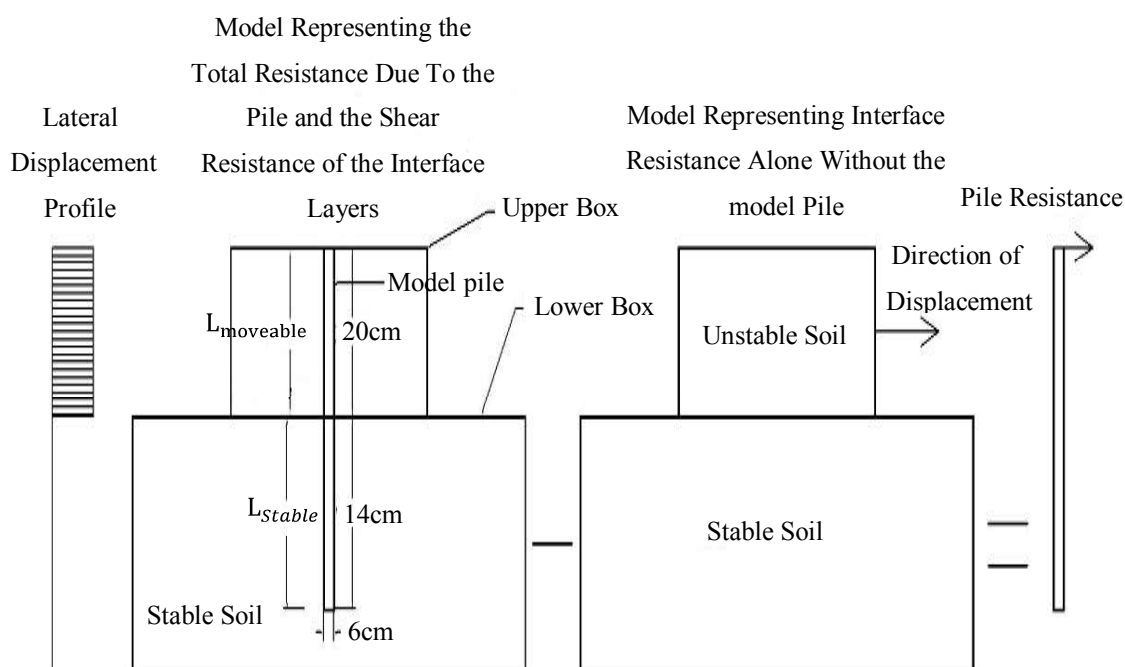 Lateral
Displacement
Profile
Model Representing the
Total Resistance Due To the
Pile and the Shear
Resistance of the Interface
Layers
Model Representing Interface
Resistance Alone Without the
model Pile
Pile Resistance
Upper Box
Model pile
Lower Box
Direction of
Displacement
Lmoveable
20cm
Unstable Soil
LStable
14cm
Stable Soil
Stable Soil
6cm